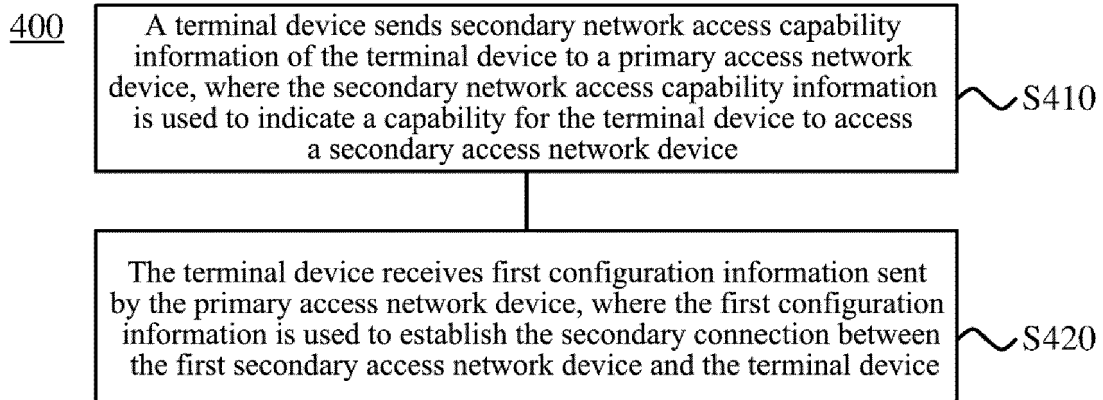 400
A terminal device sends secondary network access capability
information of the terminal device to a primary access network
device, where the secondary network access capability information
is used to indicate a capability for the terminal device to access
a secondary access network device
S410
The terminal device receives first configuration information sent
by the primary access network device, where the first configuration
information is used to establish the secondary connection between
the first secondary access network device and the terminal device
S420